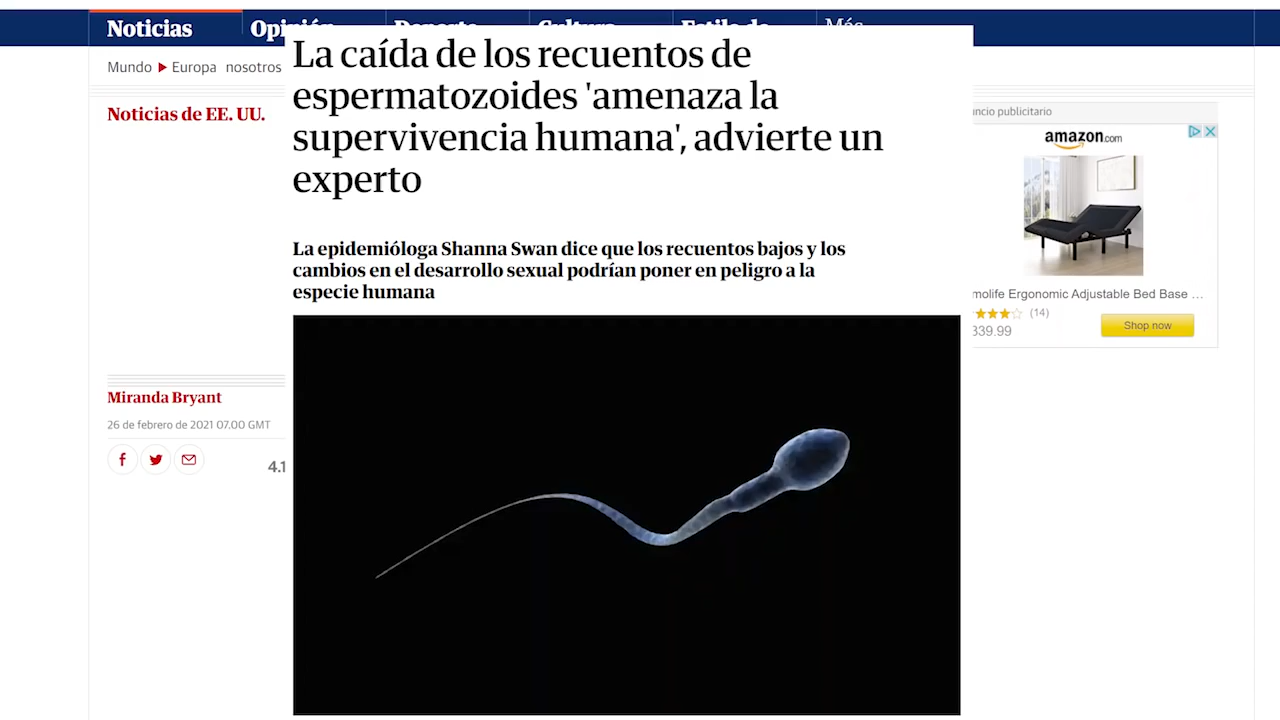 Noticias
Mundo Europa nosotros
Noticias de EE. UU.
La caída de los recuentos de
espermatozoides 'amenaza la
supervivencia humana', advierte un
experto
La epidemióloga Shanna Swan dice que los recuentos bajos y los
cambios en el desarrollo sexual podrían poner en peligro a la
especie humana
Miranda Bryant
26 de febrero de 2021 07.00 GMT
4.1
publicitario
amazon.com
Ergonomic Adjustable Bed Base …
(14)
339.99
Shop now